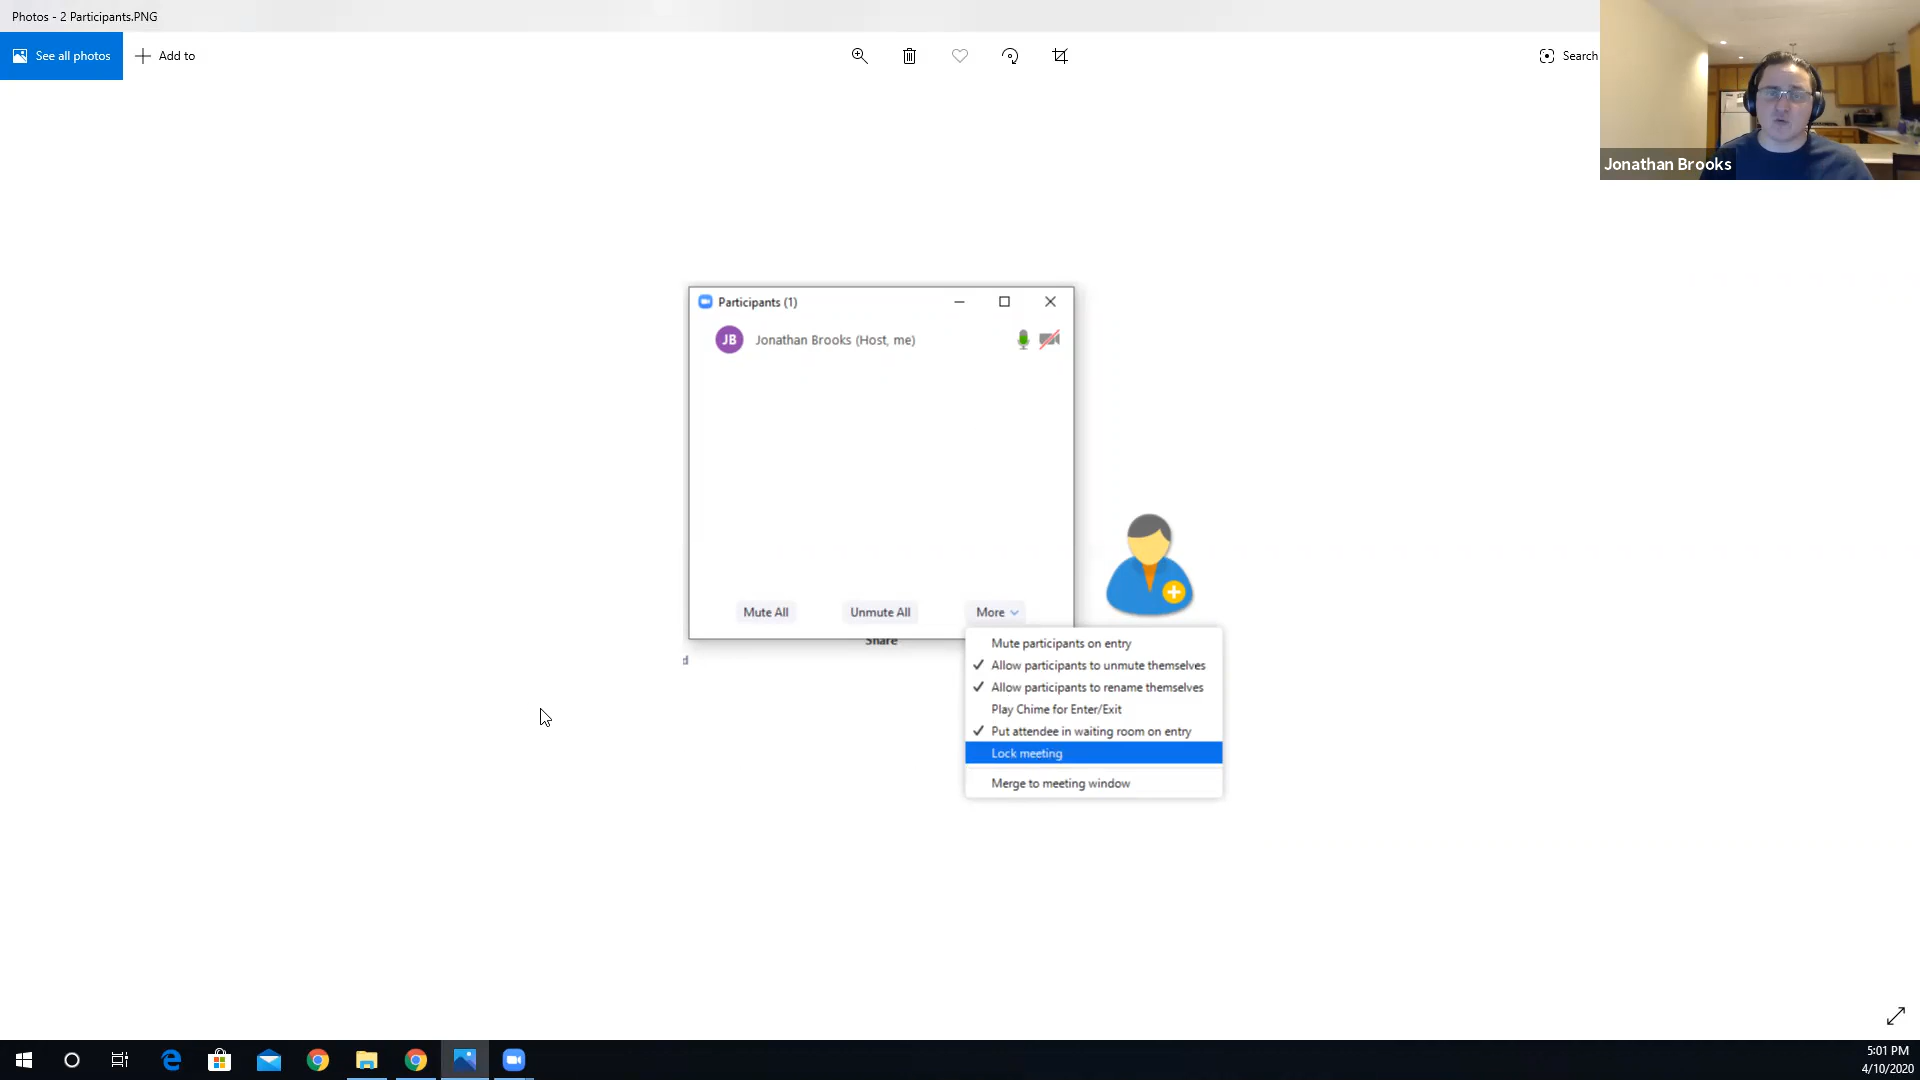 Photos - 2 Participants.PNG
See all photos
Add to
Search
Jonathan Brooks
Participants (1)
JB
Jonathan Brooks (Host, me)
Mute All
Unmute All
More
Share
d
Mute participants on entry
Allow participants to unmute themselves
Allow participants to rename themselves
Play Chime for Enter/Exit
Put attendee in waiting room on entry
Lock meeting
Merge to meeting window
5:01 PM
4/10/2020